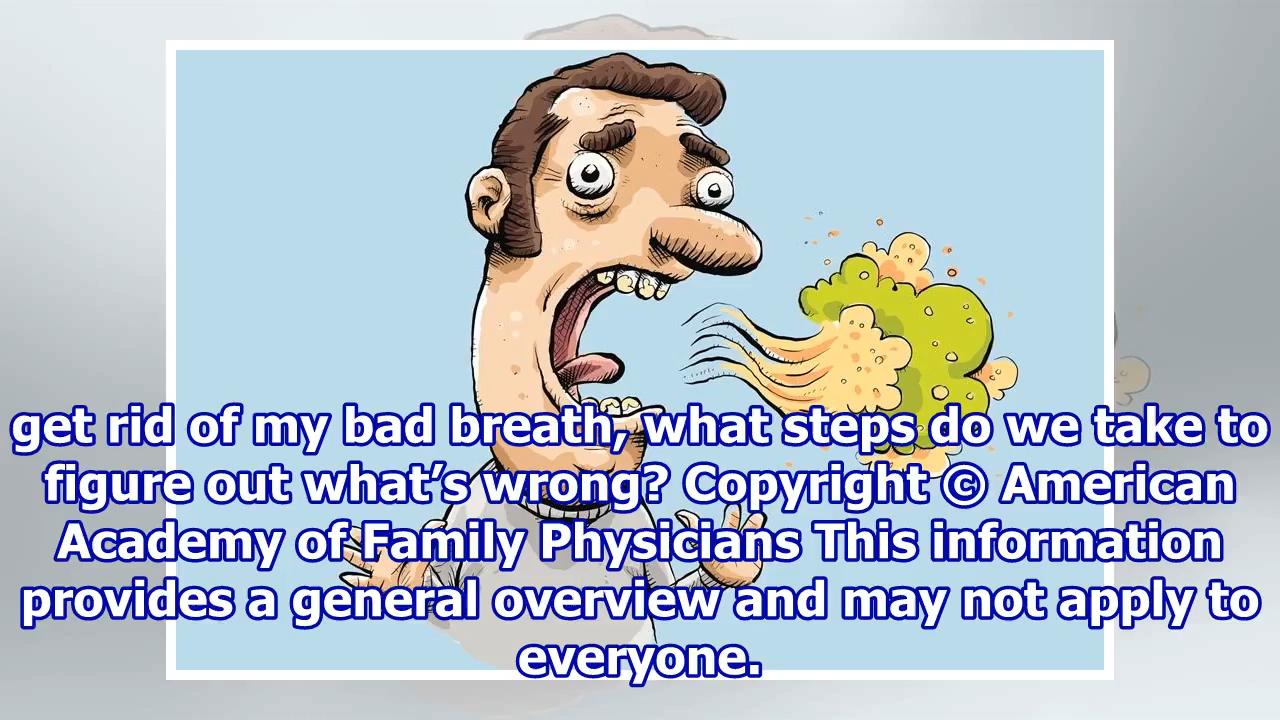 get rid of my bad breath, what steps do we take to
figure out what’s wrong? Copyright © American
Academy of Family Physicians This information
provides a general overview and may not apply to
everyone.